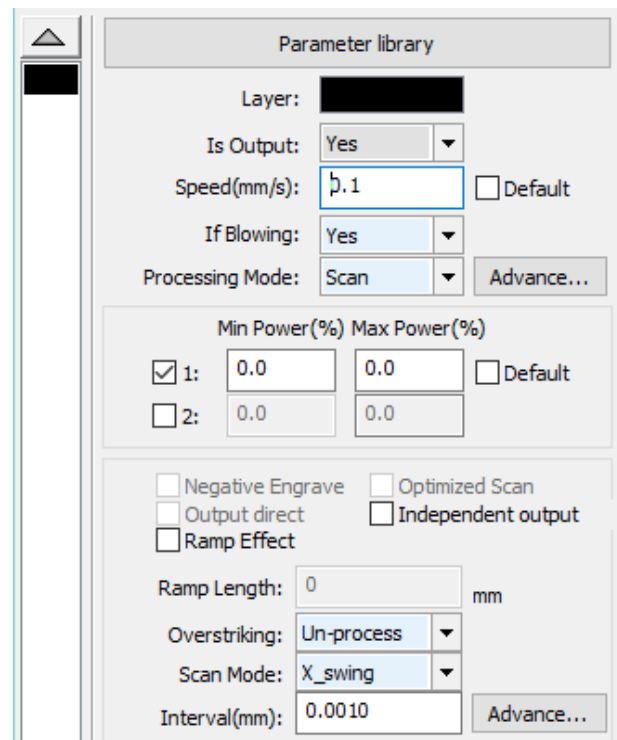 Parameter library
Layer:
Is Output: Yes
Speed(mm/s): 0.1 Default
If Blowing: Yes
Processing Mode: Scan Advance...
Min Power(%) Max Power(%)
1: 0.0 0.0 Default
2: 0.0 0.0
Negative Engrave Optimized Scan
Output direct Independent output
Ramp Effect
Ramp Length: 0 mm
Overstriking: Un-process
Scan Mode: X_swing
Interval(mm): 0.0010 Advance...